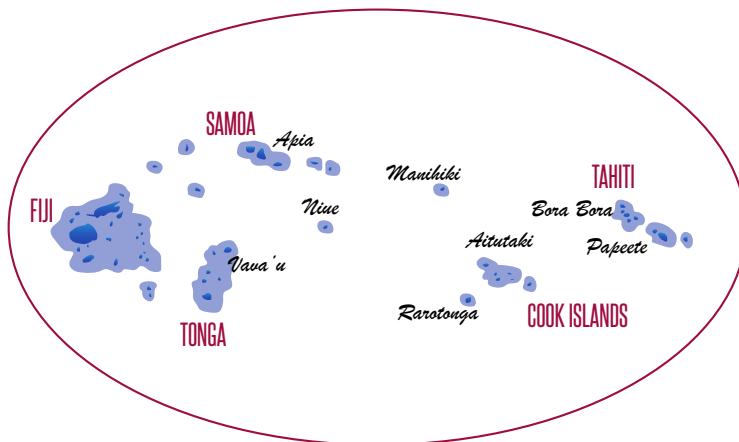 SAMOA
Apia
Manihiki
TAHITI
FIJI
Niue
Bora Bora
Papeete
Aitutaki
Vava'u
Rarotonga
TONGA
COOK ISLANDS